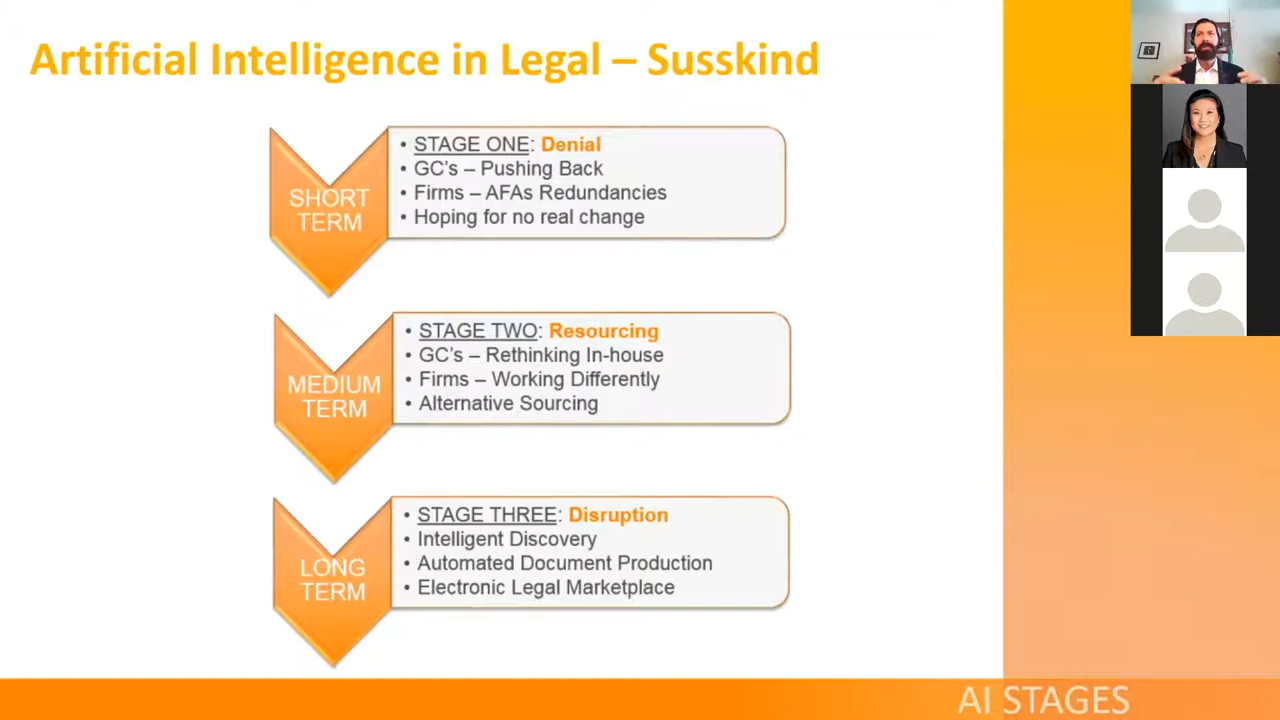 Artificial Intelligence in Legal – Susskind
SHORT
TERM
• STAGE ONE: Denial
• GC's – Pushing Back
• Firms – AFAs Redundancies
• Hoping for no real change
MEDIUM
TERM
• STAGE TWO: Resourcing
• GC's – Rethinking In-house
• Firms – Working Differently
• Alternative Sourcing
LONG
TERM
• STAGE THREE: Disruption
• Intelligent Discovery
• Automated Document Production
• Electronic Legal Marketplace
AI STAGES